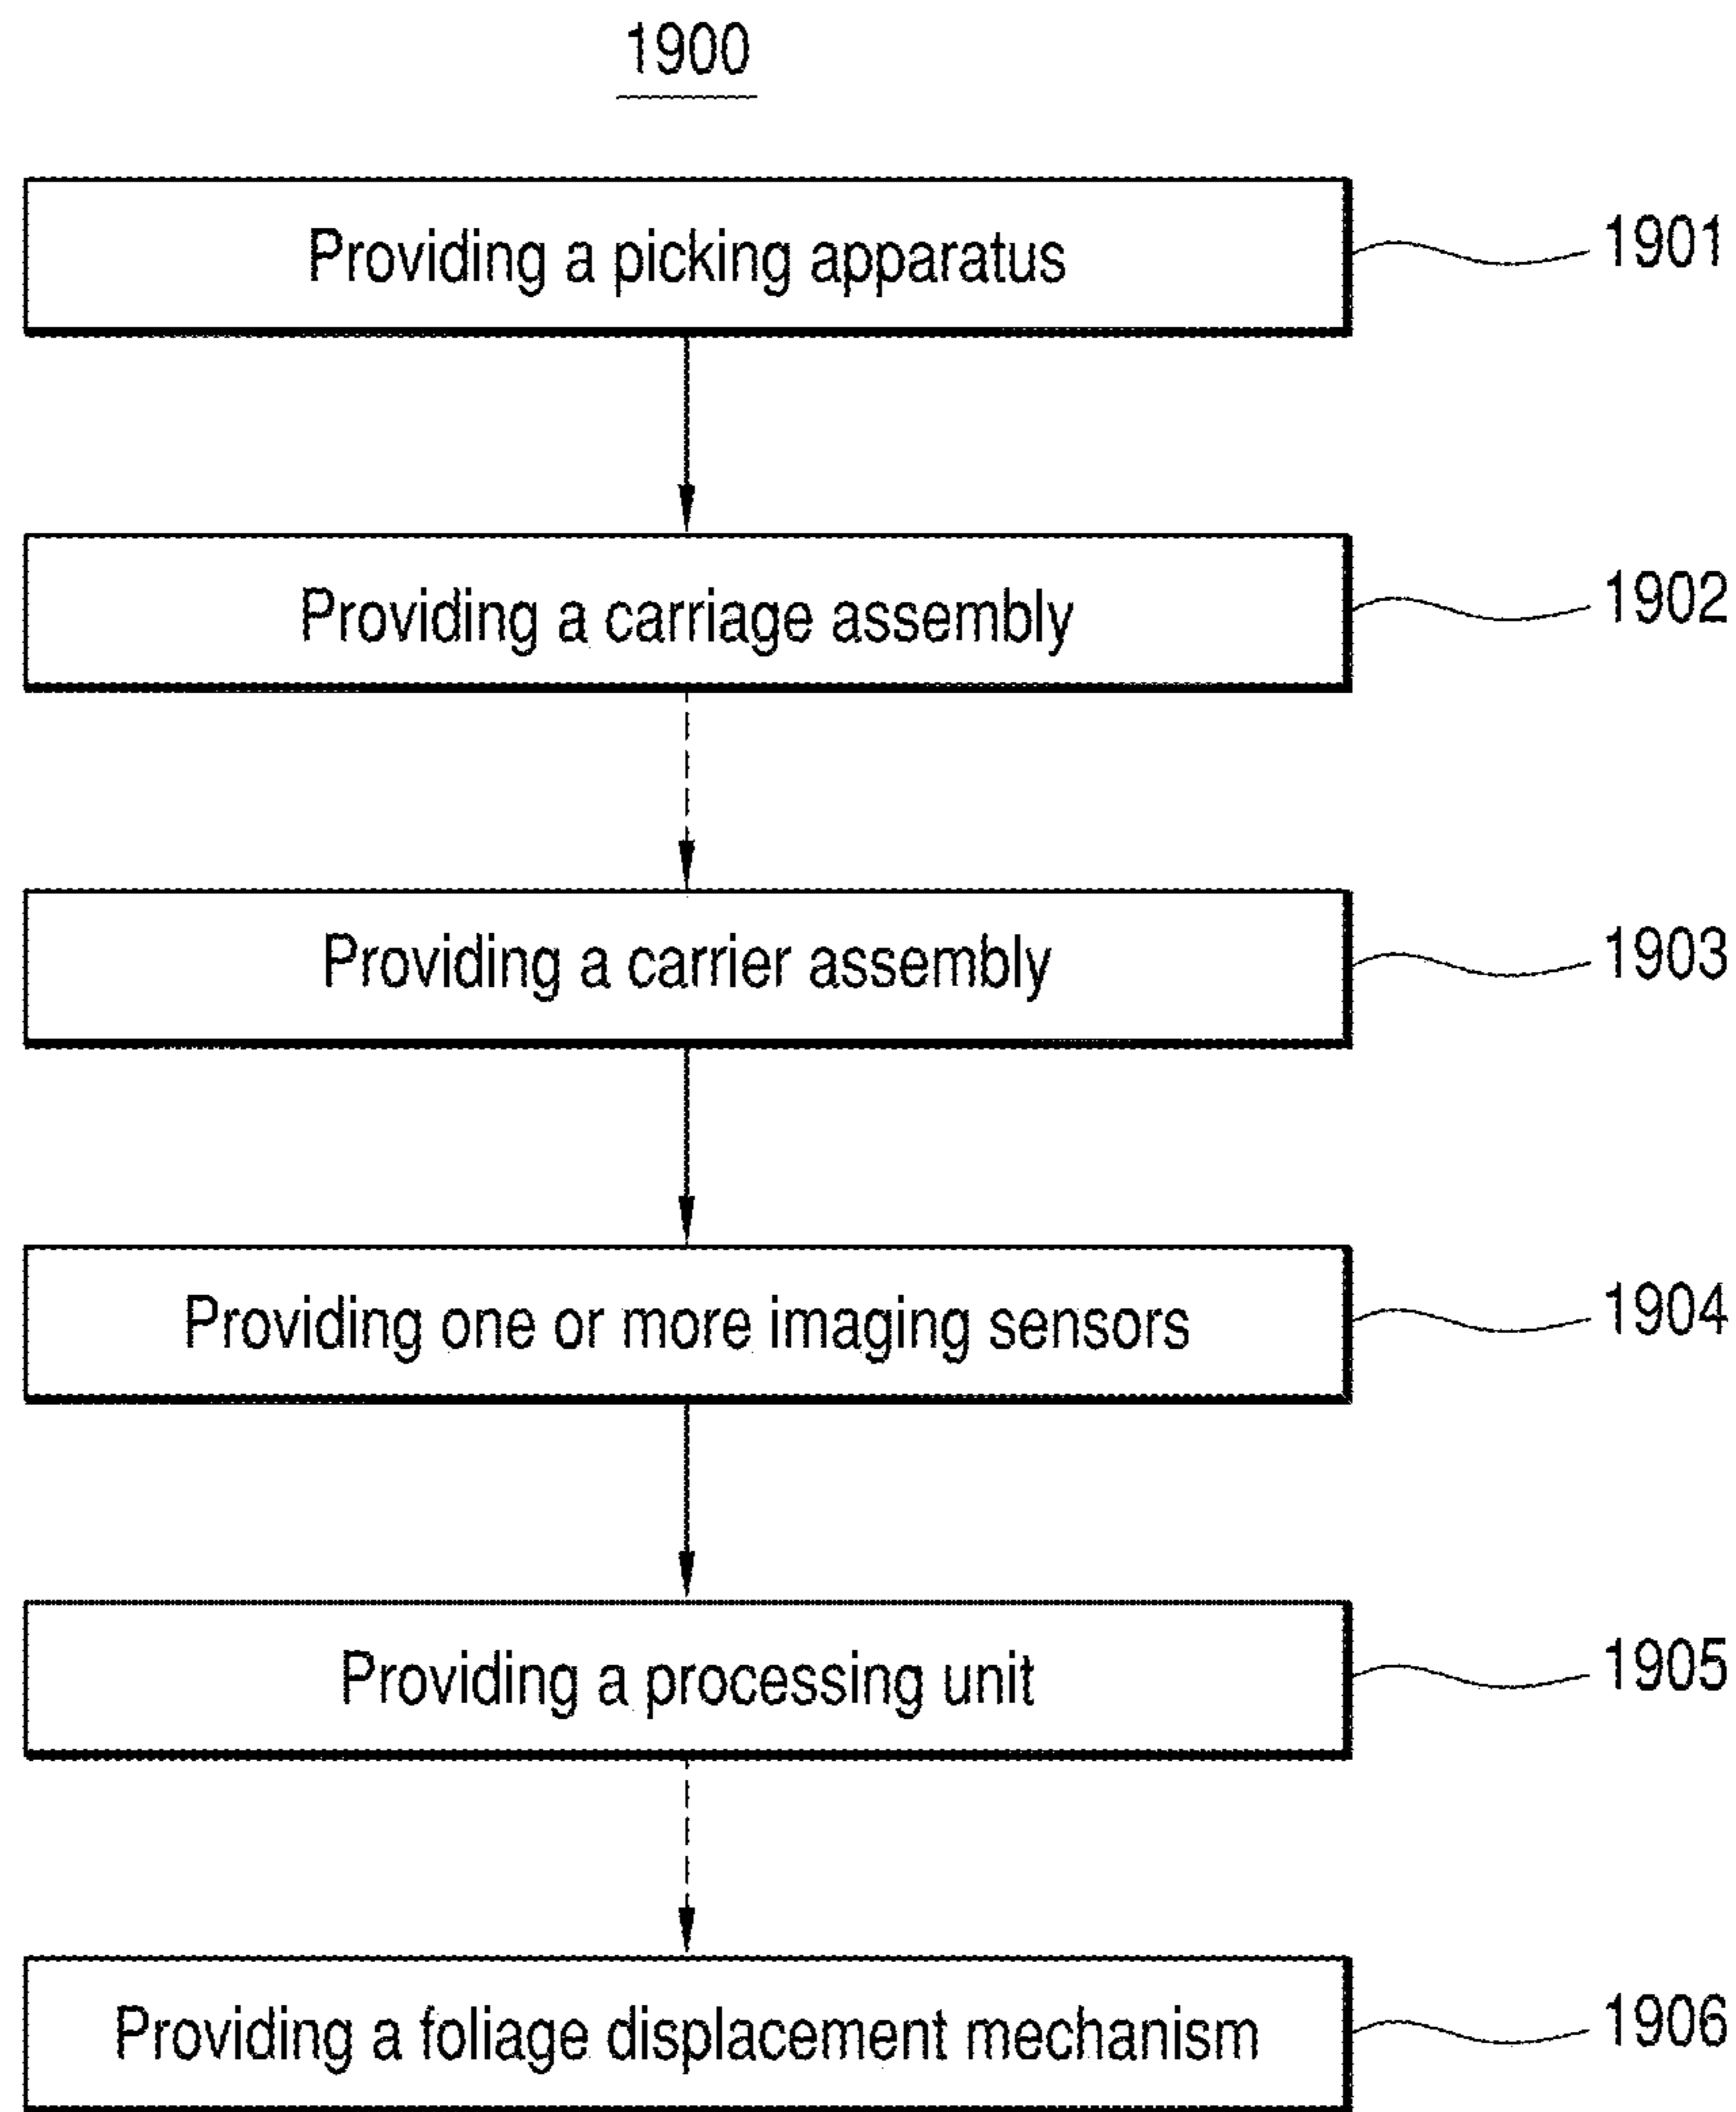 1900
Providing a picking apparatus 1901
Providing a carriage assembly 1902
Providing a carrier assembly 1903
Providing one or more imaging sensors 1904
Providing a processing unit 1905
Providing a foliage displacement mechanism 1906